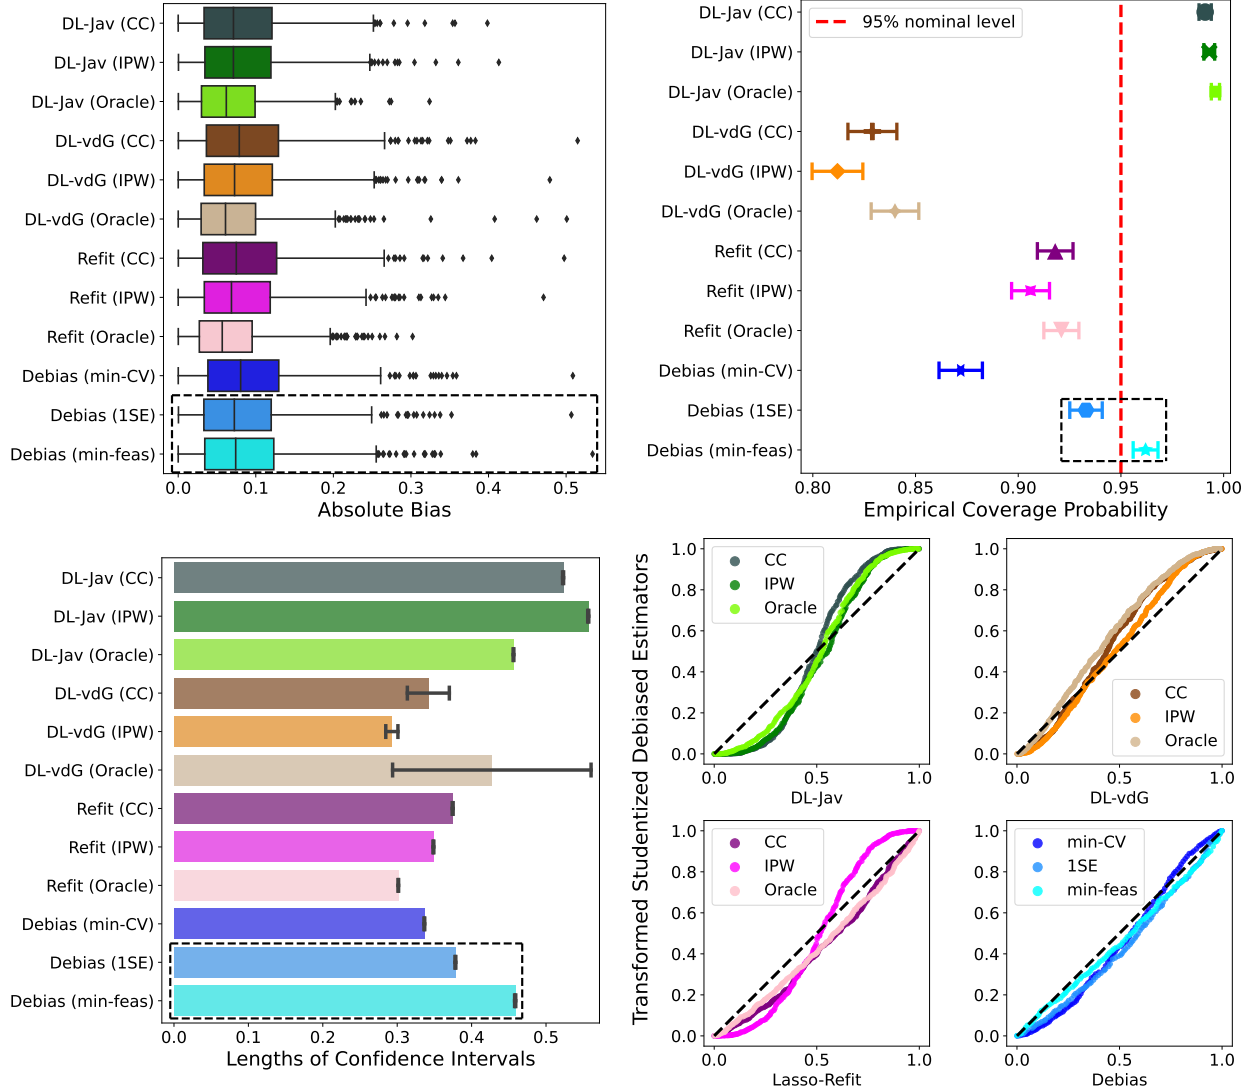 DL-Jav (CC)
DL-Jav (IPW)
DL-Jav (Oracle)
DL-vdG (CC)
DL-vdG (IPW)
DL-vdG (Oracle)
Refit (CC)
Refit (IPW)
Refit (Oracle)
Debias (min-CV)
Debias (1SE)
Debias (min-feas)
0.0 0.1 0.2 0.3 0.4 0.5
Absolute Bias
95% nominal level
DL-Jav (CC)
DL-Jav (IPW)
DL-Jav (Oracle)
DL-vdG (CC)
DL-vdG (IPW)
DL-vdG (Oracle)
Refit (CC)
Refit (IPW)
Refit (Oracle)
Debias (min-CV)
Debias (1SE)
Debias (min-feas)
0.80 0.85 0.90 0.95 1.00
Empirical Coverage Probability
DL-Jav (CC)
DL-Jav (IPW)
DL-Jav (Oracle)
DL-vdG (CC)
DL-vdG (IPW)
DL-vdG (Oracle)
Refit (CC)
Refit (IPW)
Refit (Oracle)
Debias (min-CV)
Debias (1SE)
Debias (min-feas)
0.0 0.1 0.2 0.3 0.4 0.5
Lengths of Confidence Intervals
Transformed Studentized Debiased Estimators
1.0
0.8
0.6
0.4
0.2
0.0
CC
IPW
Oracle
0.0 0.5 1.0
DL-Jav
1.0
0.8
0.6
0.4
0.2
0.0
CC
IPW
Oracle
0.0 0.5 1.0
DL-vdG
1.0
0.8
0.6
0.4
0.2
0.0
CC
IPW
Oracle
0.0 0.5 1.0
Lasso-Refit
1.0
0.8
0.6
0.4
0.2
0.0
min-CV
1SE
min-feas
0.0 0.5 1.0
Debias